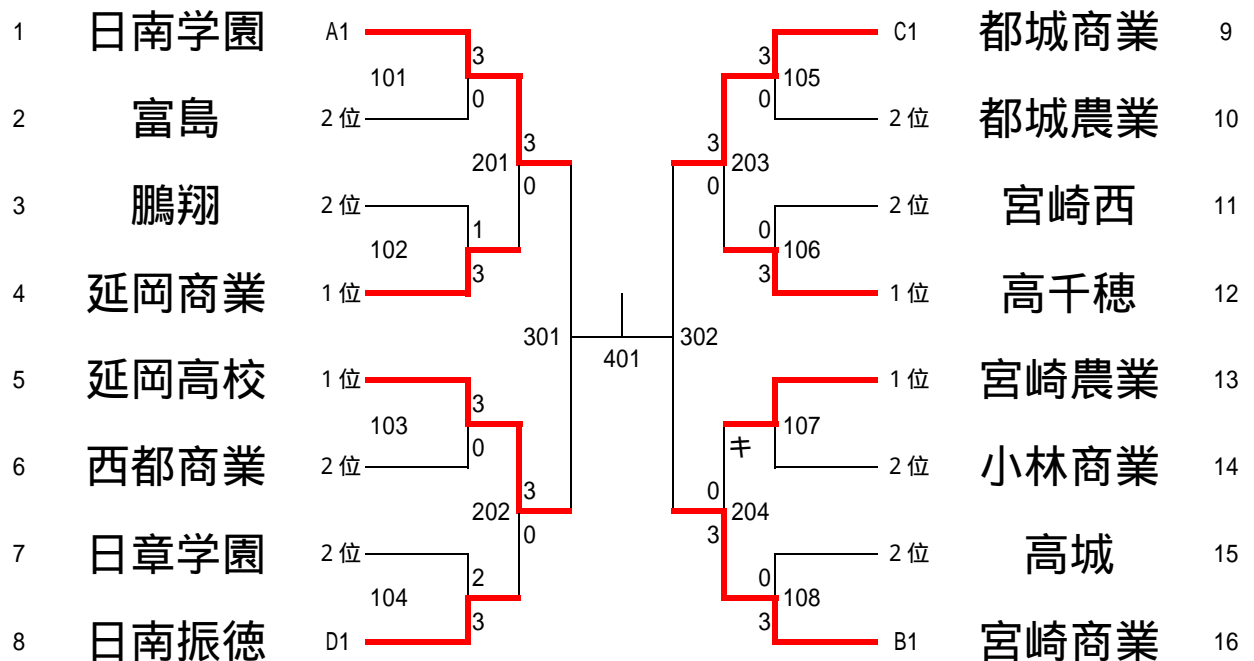 1 日南学園 A1 3 3 C1 都城商業 9
101 105
0 0
2 富島 2位 3 3 2位 都城農業 10
201 203
0 0
3 鵬翔 2位 2位 宮崎西 11
1 0
102 106
3 3
4 延岡商業 1位 1位 高千穂 12
301 302
401
5 延岡高校 1位 1位 宮崎農業 13
3
103 107
0 キ
6 西都商業 2位 2位 小林商業 14
3 0
202 204
0 3
7 日章学園 2位 2位 高城 15
2 0
104 108
3 3
8 日南振徳 D1 B1 宮崎商業 16